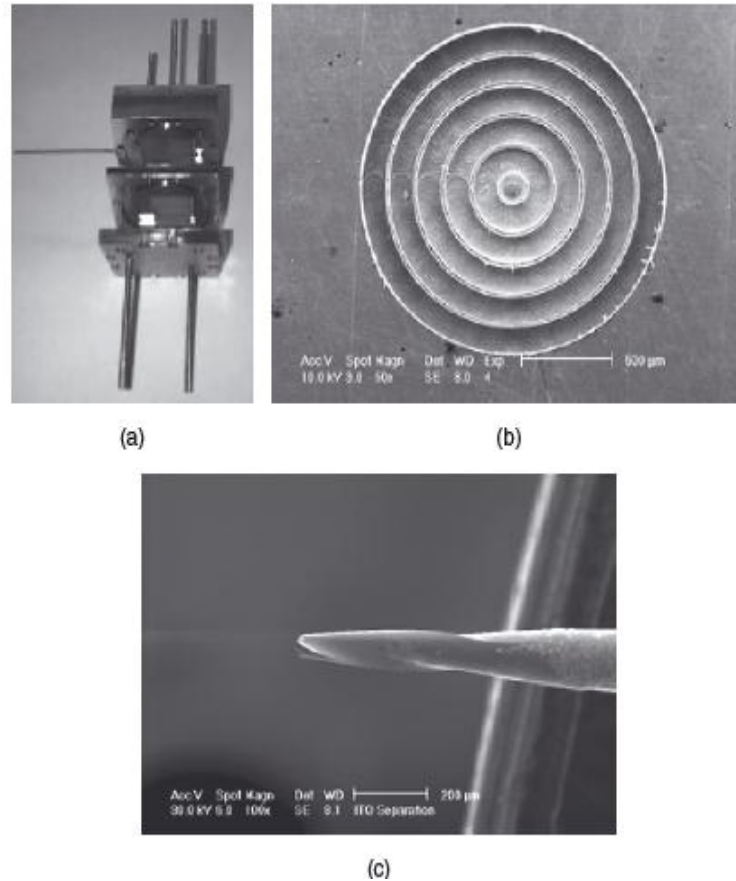 (a)
(b)
Acc.V Spot Magn Det WD Exp
10.0 kV 3.0 50x SE 8.0 4
500 µm
(c)
Acc.V Spot Magn Det WD
30.0 kV 5.0 100x SE 8.1 ITO Separation
200 µm